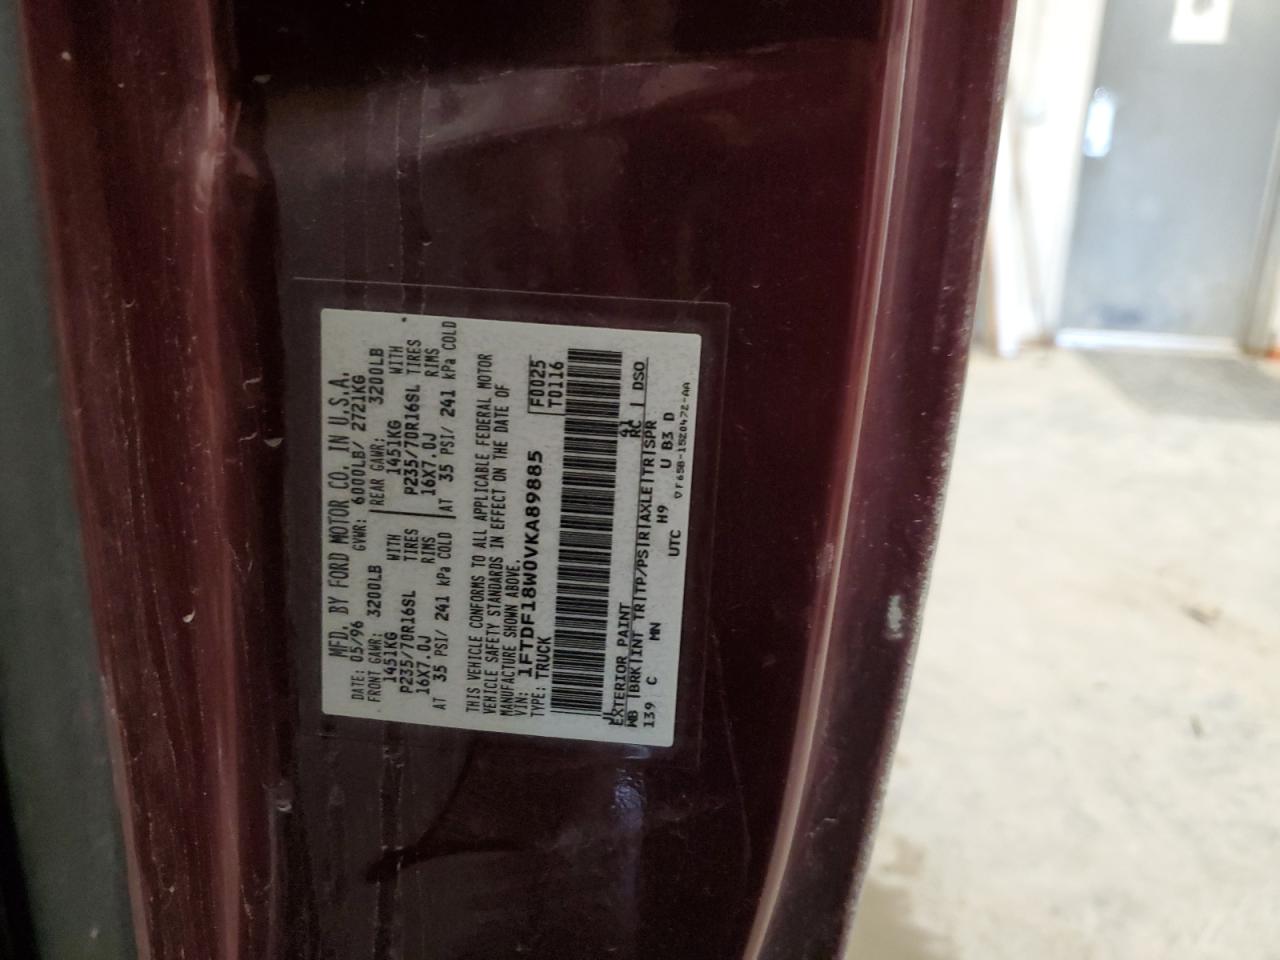 MFD. BY FORD MOTOR CO. IN U.S.A.
DATE: 05/96 GVWR: 6000LB/ 2721KG
FRONT GAWR: 3200LB REAR GAWR: 3200LB
1451KG WITH 1451KG WITH
P235/70R16SL TIRES P235/70R16SL TIRES
16X7.0J RIMS 16X7.0J RIMS
AT 35 PSI/ 241 kPa COLD AT 35 PSI/ 241 kPa COLD
THIS VEHICLE CONFORMS TO ALL APPLICABLE FEDERAL MOTOR
VEHICLE SAFETY STANDARDS IN EFFECT ON THE DATE OF
MANUFACTURE SHOWN ABOVE.
VIN: 1FTDF18W0VKA89885 F0025
TYPE: TRUCK T0116
EXTERIOR PAINT 41 RC DSO
WB BRK INT TR TP/PS R AXLE TR SPR
139 C MN H9 U B3 D
UTC ▽F65B-1520472-AA